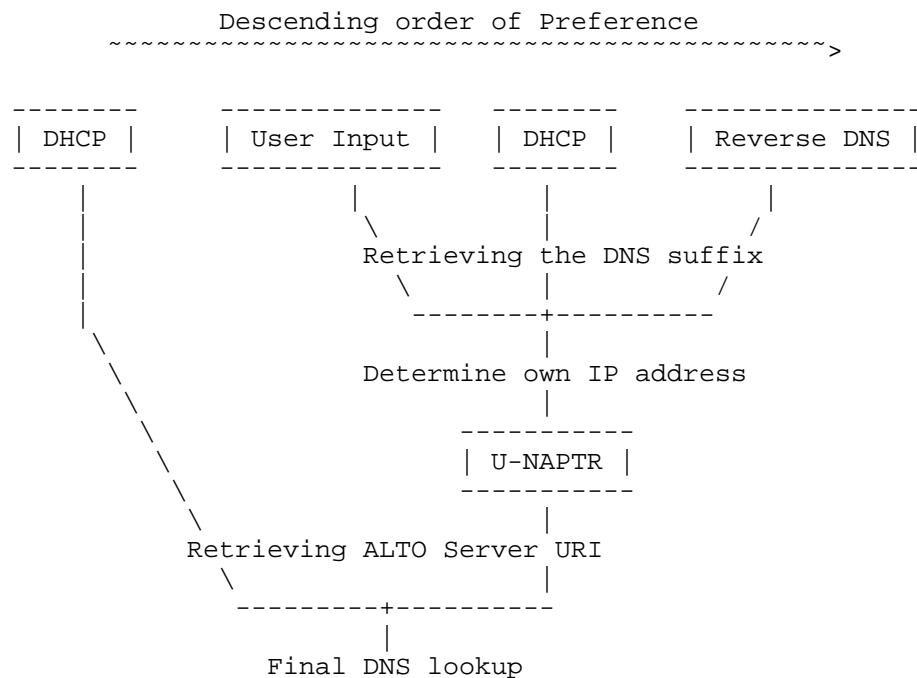 Descending order of Preference
~~~~~~~~~~~~~~~~~~~~~~~~~~~~~~~~~~~~~~~~~~~~~>
DHCP User Input DHCP Reverse DNS
Retrieving the DNS suffix
Determine own IP address
U-NAPTR
Retrieving ALTO Server URI
Final DNS lookup